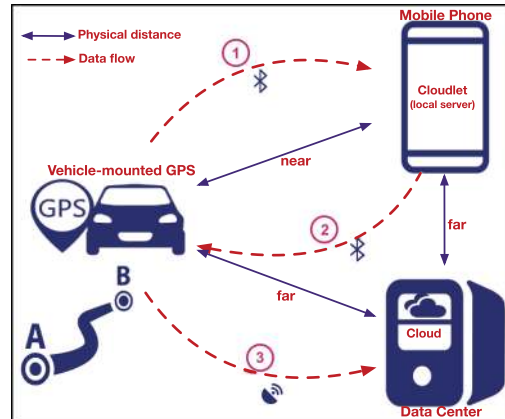 Mobile Phone
Physical distance
Data flow
1
Cloudlet
(local server)
near
Vehicle-mounted GPS
GPS
2
far
B
far
A
Cloud
3
Data Center